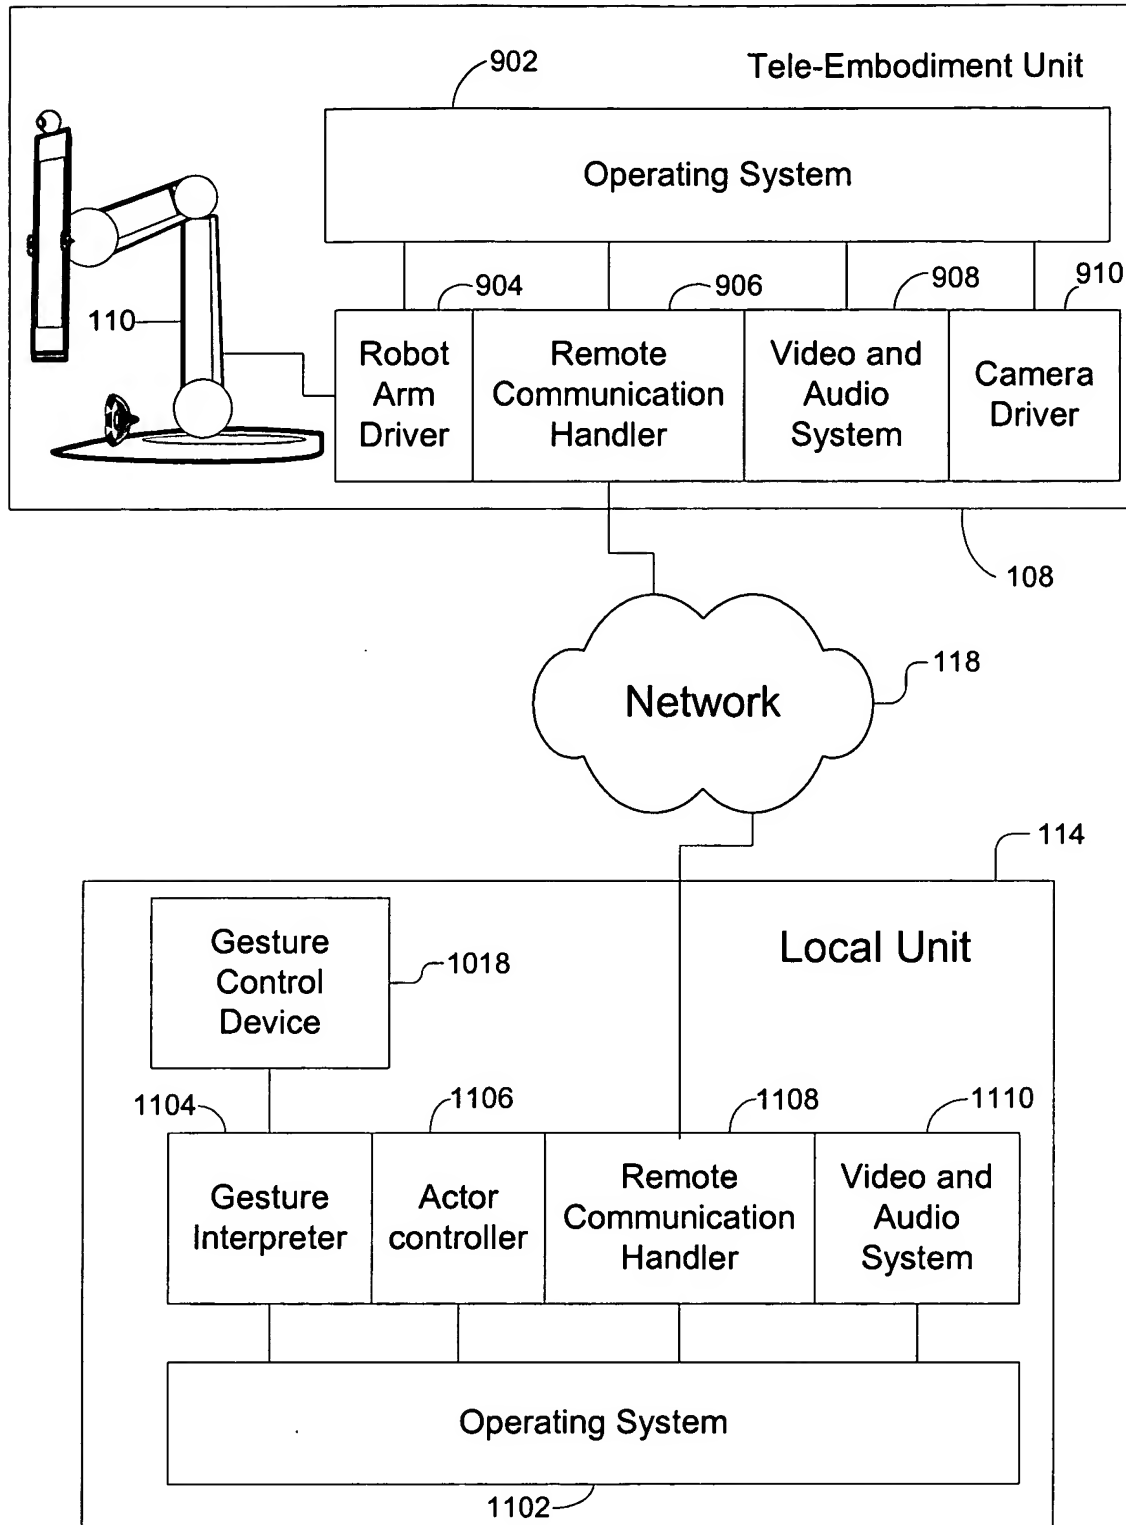 902
Tele-Embodiment Unit
Operating System
904
906
908
910
110
Robot
Arm
Driver
Remote
Communication
Handler
Video and
Audio
System
Camera
Driver
108
118
Network
114
Local Unit
Gesture
Control
Device
1018
1104
1106
1108
1110
Gesture
Interpreter
Actor
controller
Remote
Communication
Handler
Video and
Audio
System
Operating System
1102